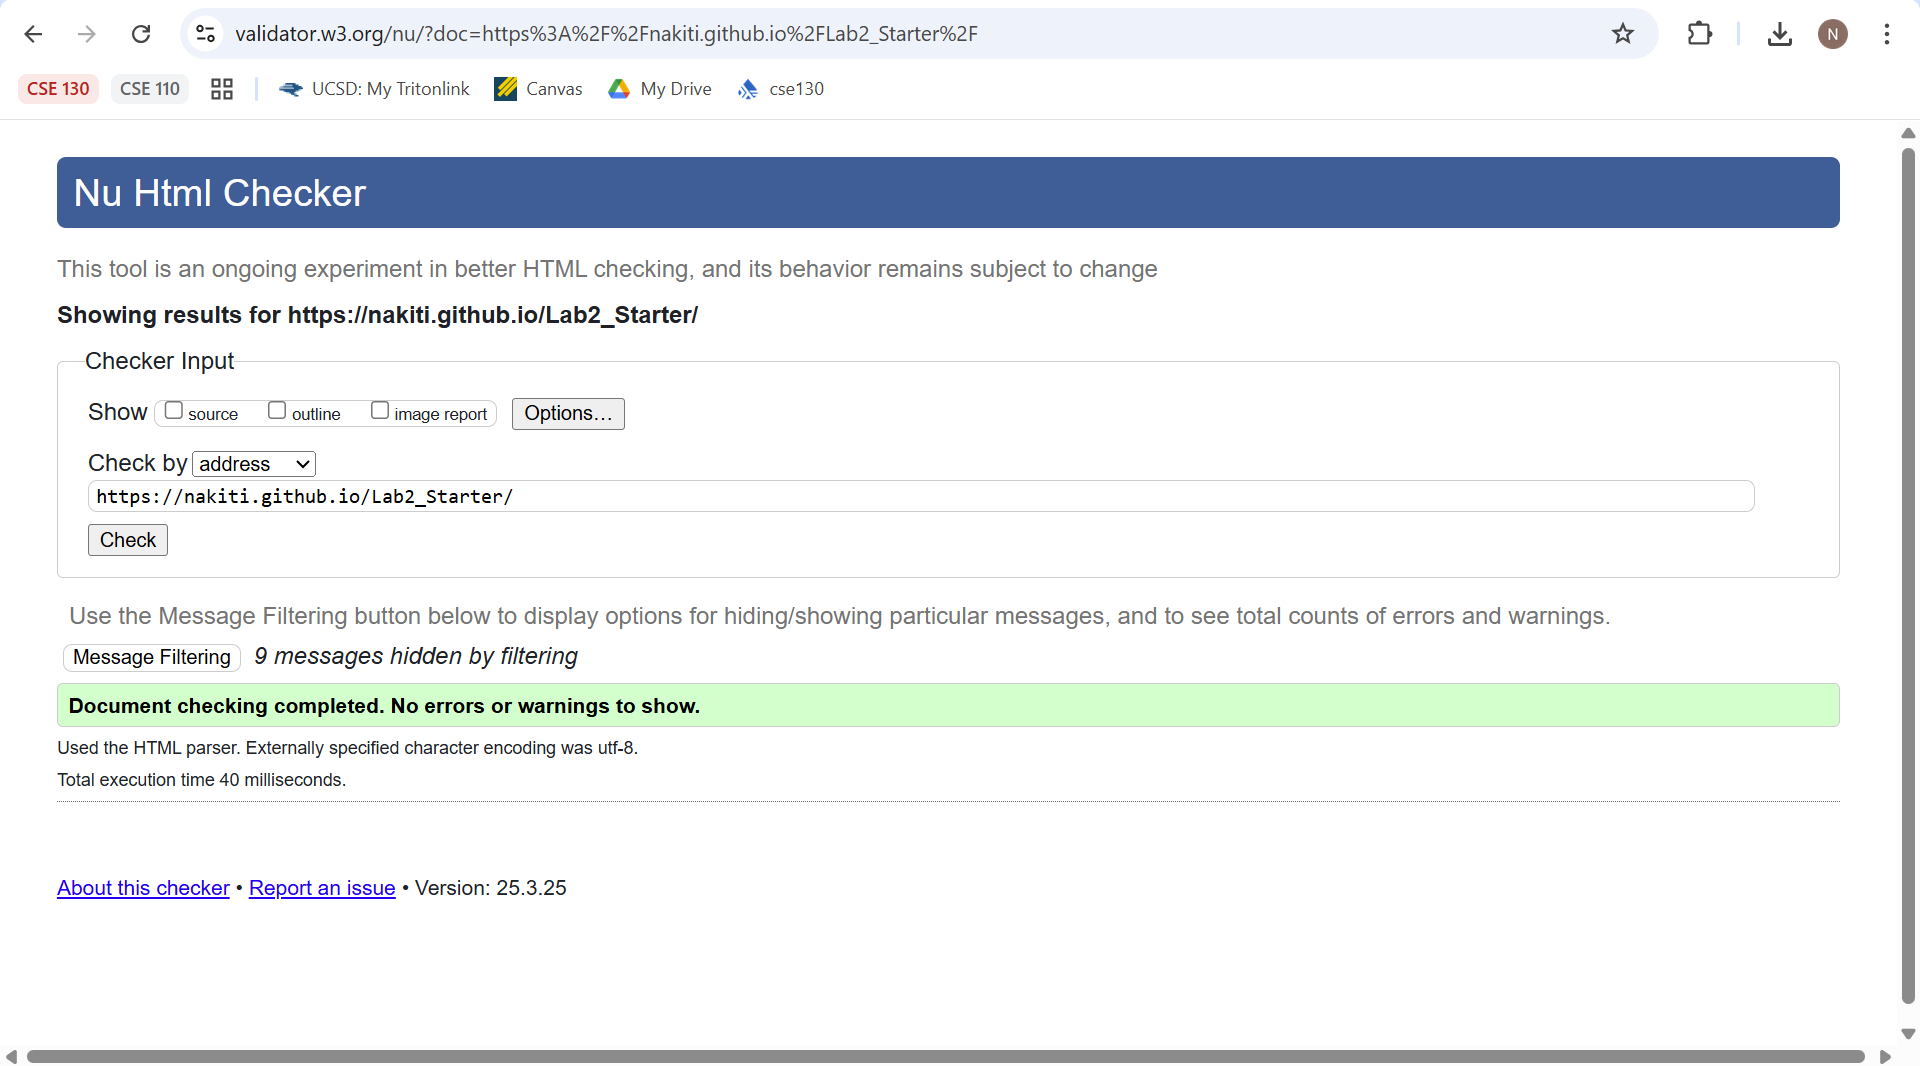 validator.w3.org/nu/?doc=https%3A%2F%2Fnakiti.github.io%2FLab2_Starter%2F
N
CSE 130 CSE 110 UCSD: My Tritonlink Canvas My Drive cse130
Nu Html Checker
This tool is an ongoing experiment in better HTML checking, and its behavior remains subject to change
Showing results for https://nakiti.github.io/Lab2_Starter/
Checker Input
Show source outline image report Options...
Check by address
https://nakiti.github.io/Lab2_Starter/
Check
Use the Message Filtering button below to display options for hiding/showing particular messages, and to see total counts of errors and warnings.
Message Filtering 9 messages hidden by filtering
Document checking completed. No errors or warnings to show.
Used the HTML parser. Externally specified character encoding was utf-8.
Total execution time 40 milliseconds.
About this checker • Report an issue • Version: 25.3.25